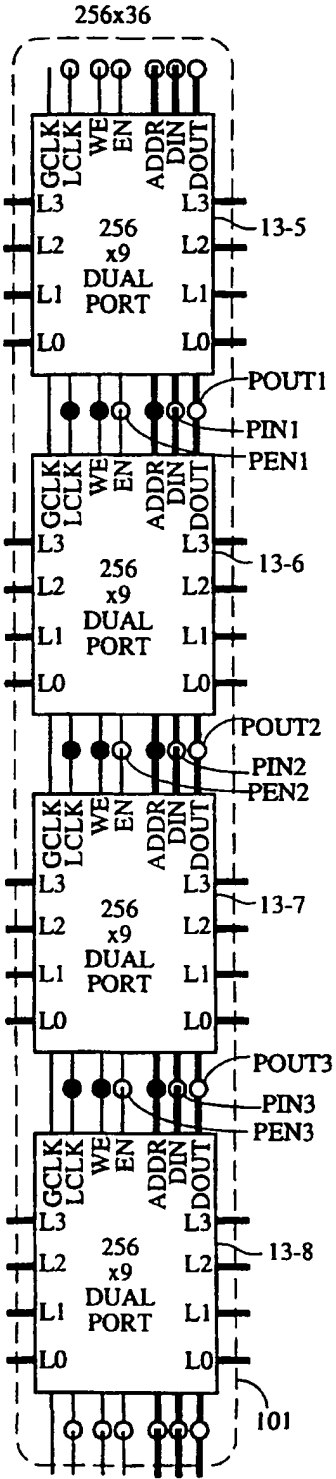 256x36
GCLK LCLK WE EN ADDR DIN DOUT
L3 L3
13-5
L2 256 L2
x9
L1 DUAL L1
PORT
L0 L0
POUT1
PIN1
PEN1
GCLK LCLK WE EN ADDR DIN DOUT
L3 L3
13-6
L2 256 L2
x9
L1 DUAL L1
PORT
L0 L0
POUT2
PIN2
PEN2
GCLK LCLK WE EN ADDR DIN DOUT
L3 L3
13-7
L2 256 L2
x9
L1 DUAL L1
PORT
L0 L0
POUT3
PIN3
PEN3
GCLK LCLK WE EN ADDR DIN DOUT
L3 L3
13-8
L2 256 L2
x9
L1 DUAL L1
PORT
L0 L0
101